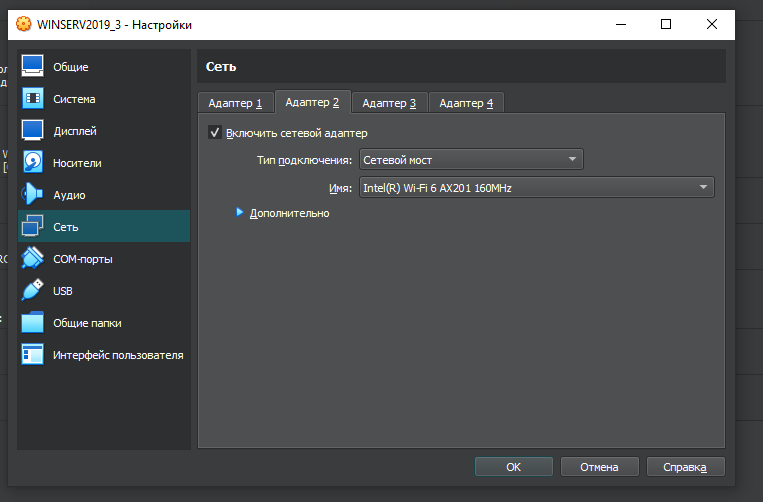 WINSERV2019_3 - Настройки
Общие
Система
Дисплей
Носители
Аудио
Сеть
COM-порты
USB
Общие папки
Интерфейс пользователя
Сеть
Адаптер 1 Адаптер 2 Адаптер 3 Адаптер 4
Включить сетевой адаптер
Тип подключения: Сетевой мост
Имя: Intel(R) Wi-Fi 6 AX201 160MHz
Дополнительно
OK Отмена Справка